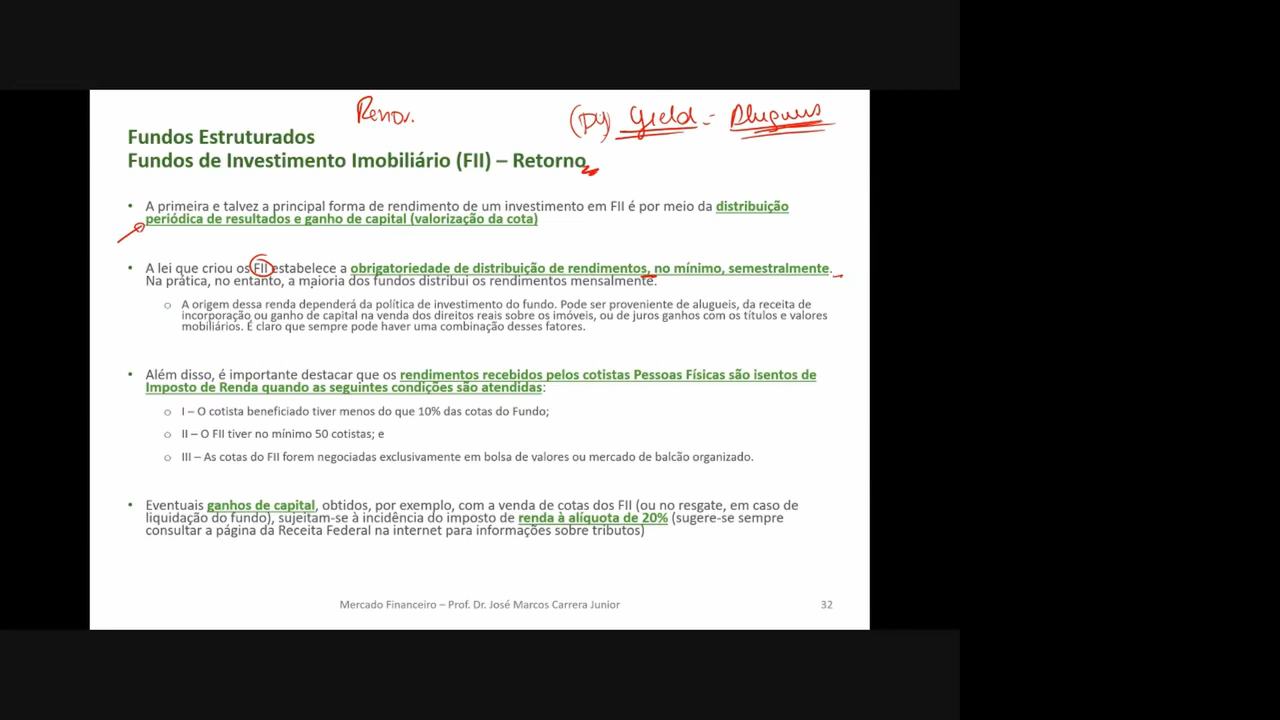 (DY) Yield = Alugueis
Fundos Estruturados
Fundos de Investimento Imobiliário (FII) – Retorno
• A primeira e talvez a principal forma de rendimento de um investimento em FII é por meio da distribuição
periódica de resultados e ganho de capital (valorização da cota)
• A lei que criou os FII estabelece a obrigatoriedade de distribuição de rendimentos, no mínimo, semestralmente.
Na prática, no entanto, a maioria dos fundos distribui os rendimentos mensalmente.
○ A origem dessa renda dependerá da política de investimento do fundo. Pode ser proveniente de alugueis, da receita de
incorporação ou ganho de capital na venda dos direitos reais sobre os imóveis, ou de juros ganhos com os títulos e valores
mobiliários. É claro que sempre pode haver uma combinação desses fatores.
• Além disso, é importante destacar que os rendimentos recebidos pelos cotistas Pessoas Físicas são isentos de
Imposto de Renda quando as seguintes condições são atendidas:
○ I – O cotista beneficiado tiver menos do que 10% das cotas do Fundo;
○ II – O FII tiver no mínimo 50 cotistas; e
○ III – As cotas do FII forem negociadas exclusivamente em bolsa de valores ou mercado de balcão organizado.
• Eventuais ganhos de capital, obtidos, por exemplo, com a venda de cotas dos FII (ou no resgate, em caso de
liquidação do fundo), sujeitam-se à incidência do imposto de renda à alíquota de 20% (sugere-se sempre
consultar a página da Receita Federal na internet para informações sobre tributos)
Mercado Financeiro – Prof. Dr. José Marcos Carrera Junior
32